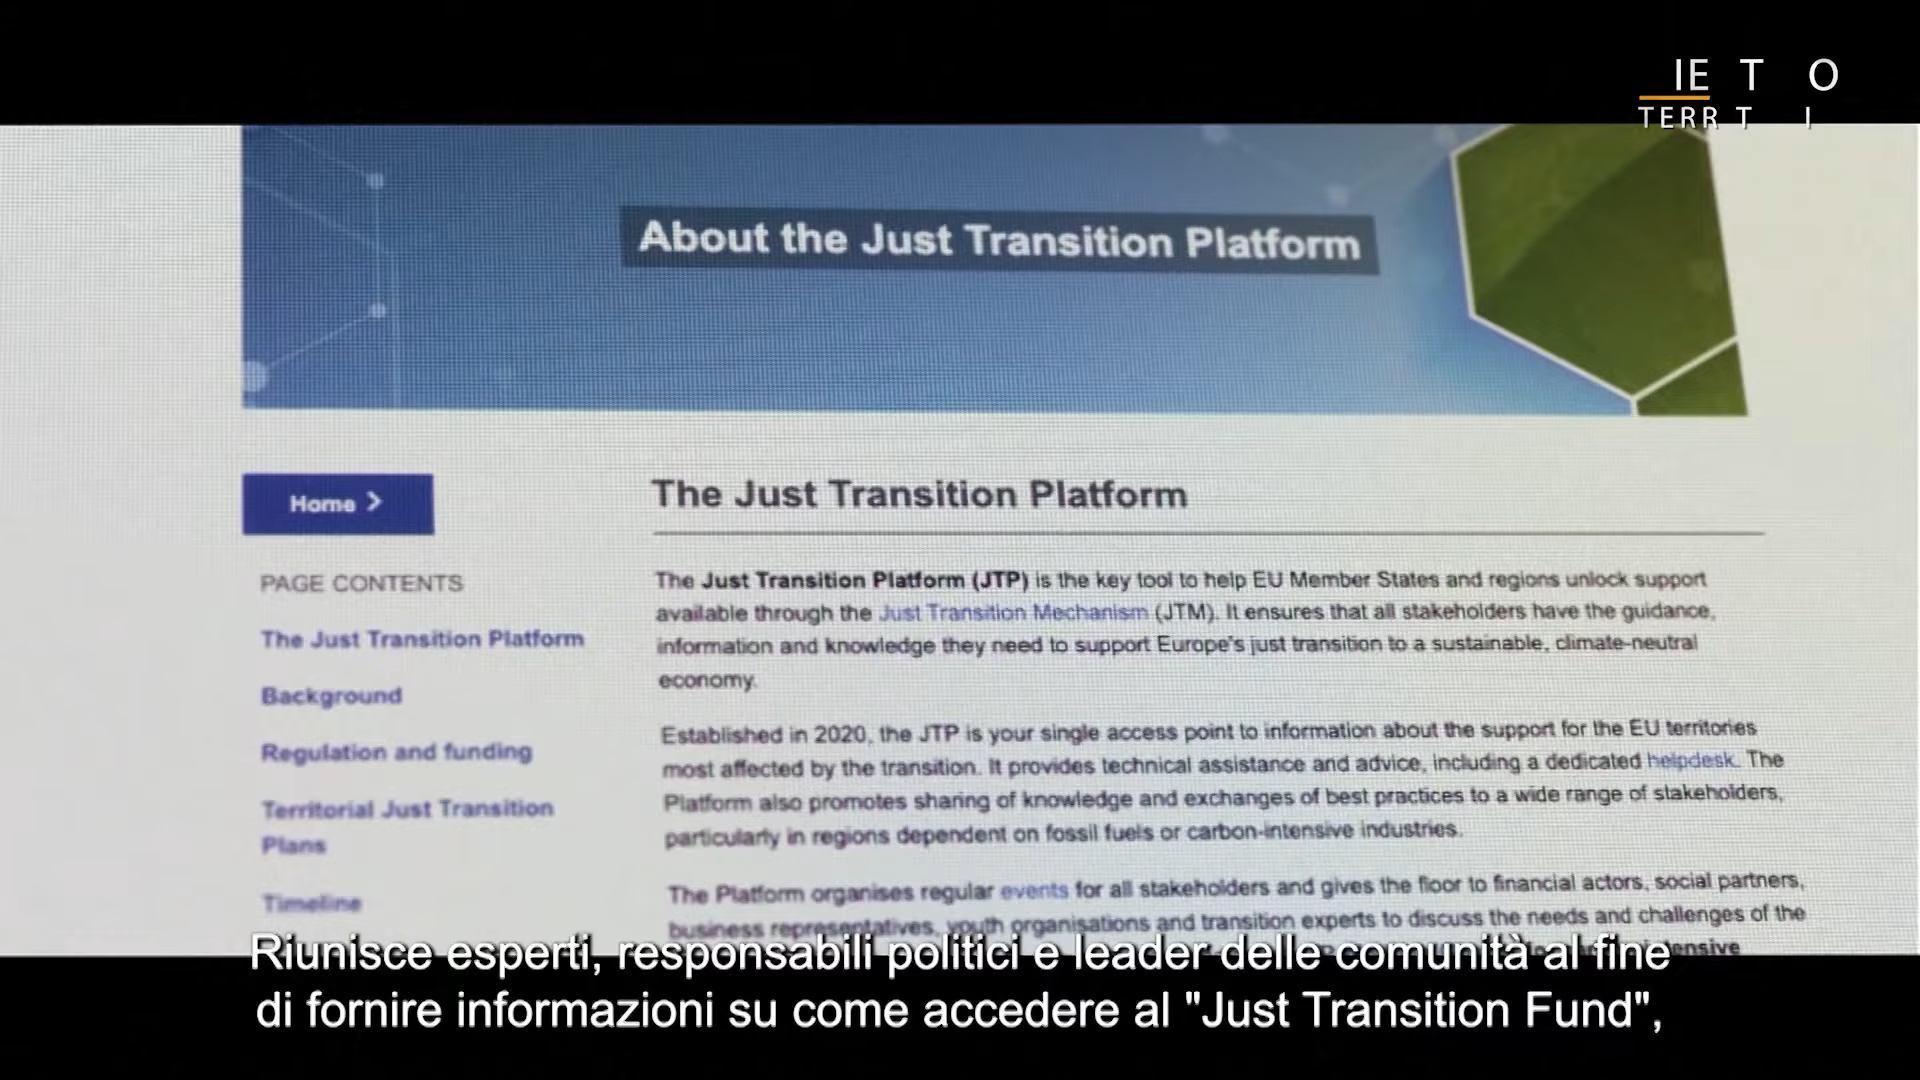 IE T O
TERR T I
About the Just Transition Platform
Home >
PAGE CONTENTS
The Just Transition Platform
Background
Regulation and funding
Territorial Just Transition
Plans
Timeline
The Just Transition Platform
The Just Transition Platform (JTP) is the key tool to help EU Member States and regions unlock support
available through the Just Transition Mechanism (JTM). It ensures that all stakeholders have the guidance,
information and knowledge they need to support Europe's just transition to a sustainable, climate-neutral
economy.
Established in 2020, the JTP is your single access point to information about the support for the EU territories
most affected by the transition. It provides technical assistance and advice, including a dedicated helpdesk. The
Platform also promotes sharing of knowledge and exchanges of best practices to a wide range of stakeholders,
particularly in regions dependent on fossil fuels or carbon-intensive industries.
The Platform organises regular events for all stakeholders and gives the floor to financial actors, social partners,
business representatives, youth organisations and transition experts to discuss the needs and challenges of the
Riunisce esperti, responsabili politici e leader delle comunità al fine
di fornire informazioni su come accedere al "Just Transition Fund",